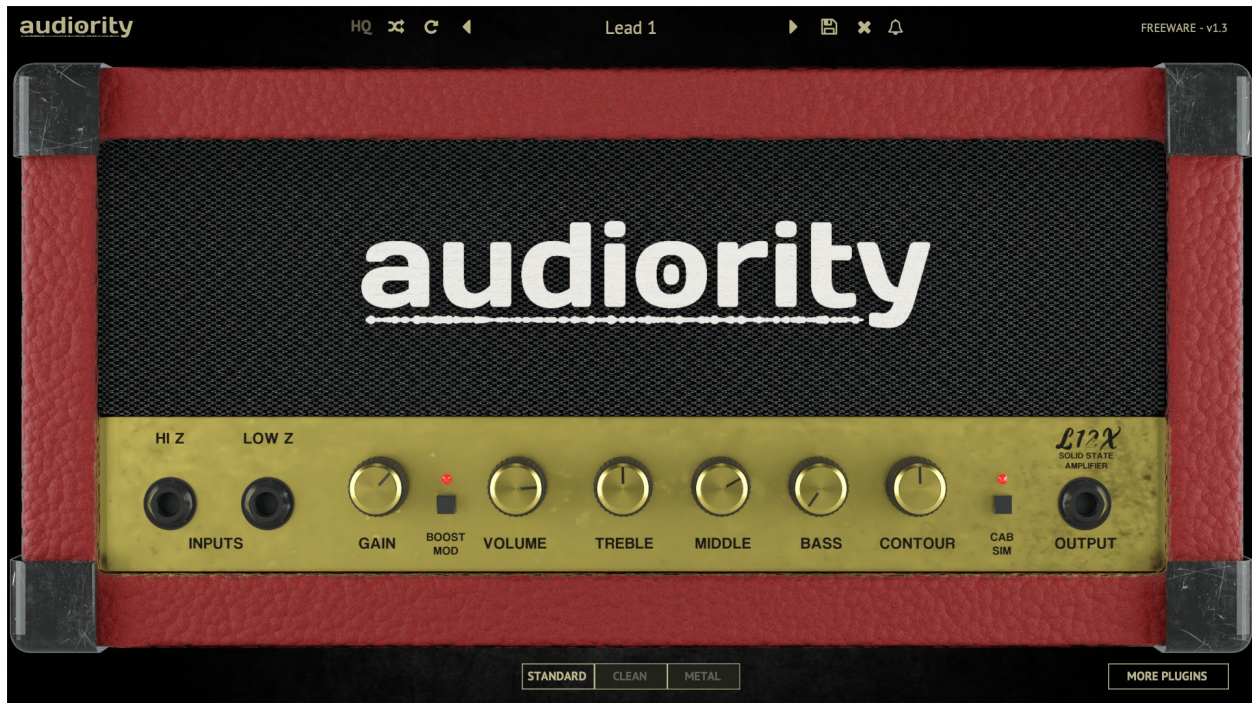 audiority
HQ
Lead 1
FREEWARE - v1.3
audiority
HI Z
LOW Z
L12X
SOLID STATE
AMPLIFIER
INPUTS
GAIN
BOOST
MOD
VOLUME
TREBLE
MIDDLE
BASS
CONTOUR
CAB
SIM
OUTPUT
STANDARD
CLEAN
METAL
MORE PLUGINS